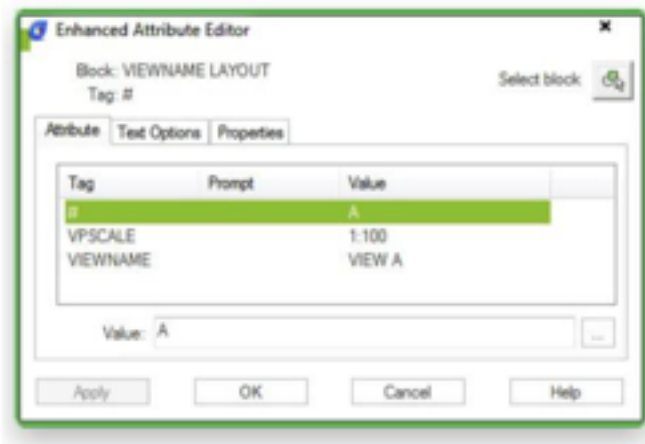 Enhanced Attribute Editor
Block: VIEWNAME LAYOUT
Select block
Tag: #
Attribute Text Options Properties
Tag Prompt Value
# A
VPSCALE 1:100
VIEWNAME VIEW A
Value: A ...
Apply OK Cancel Help